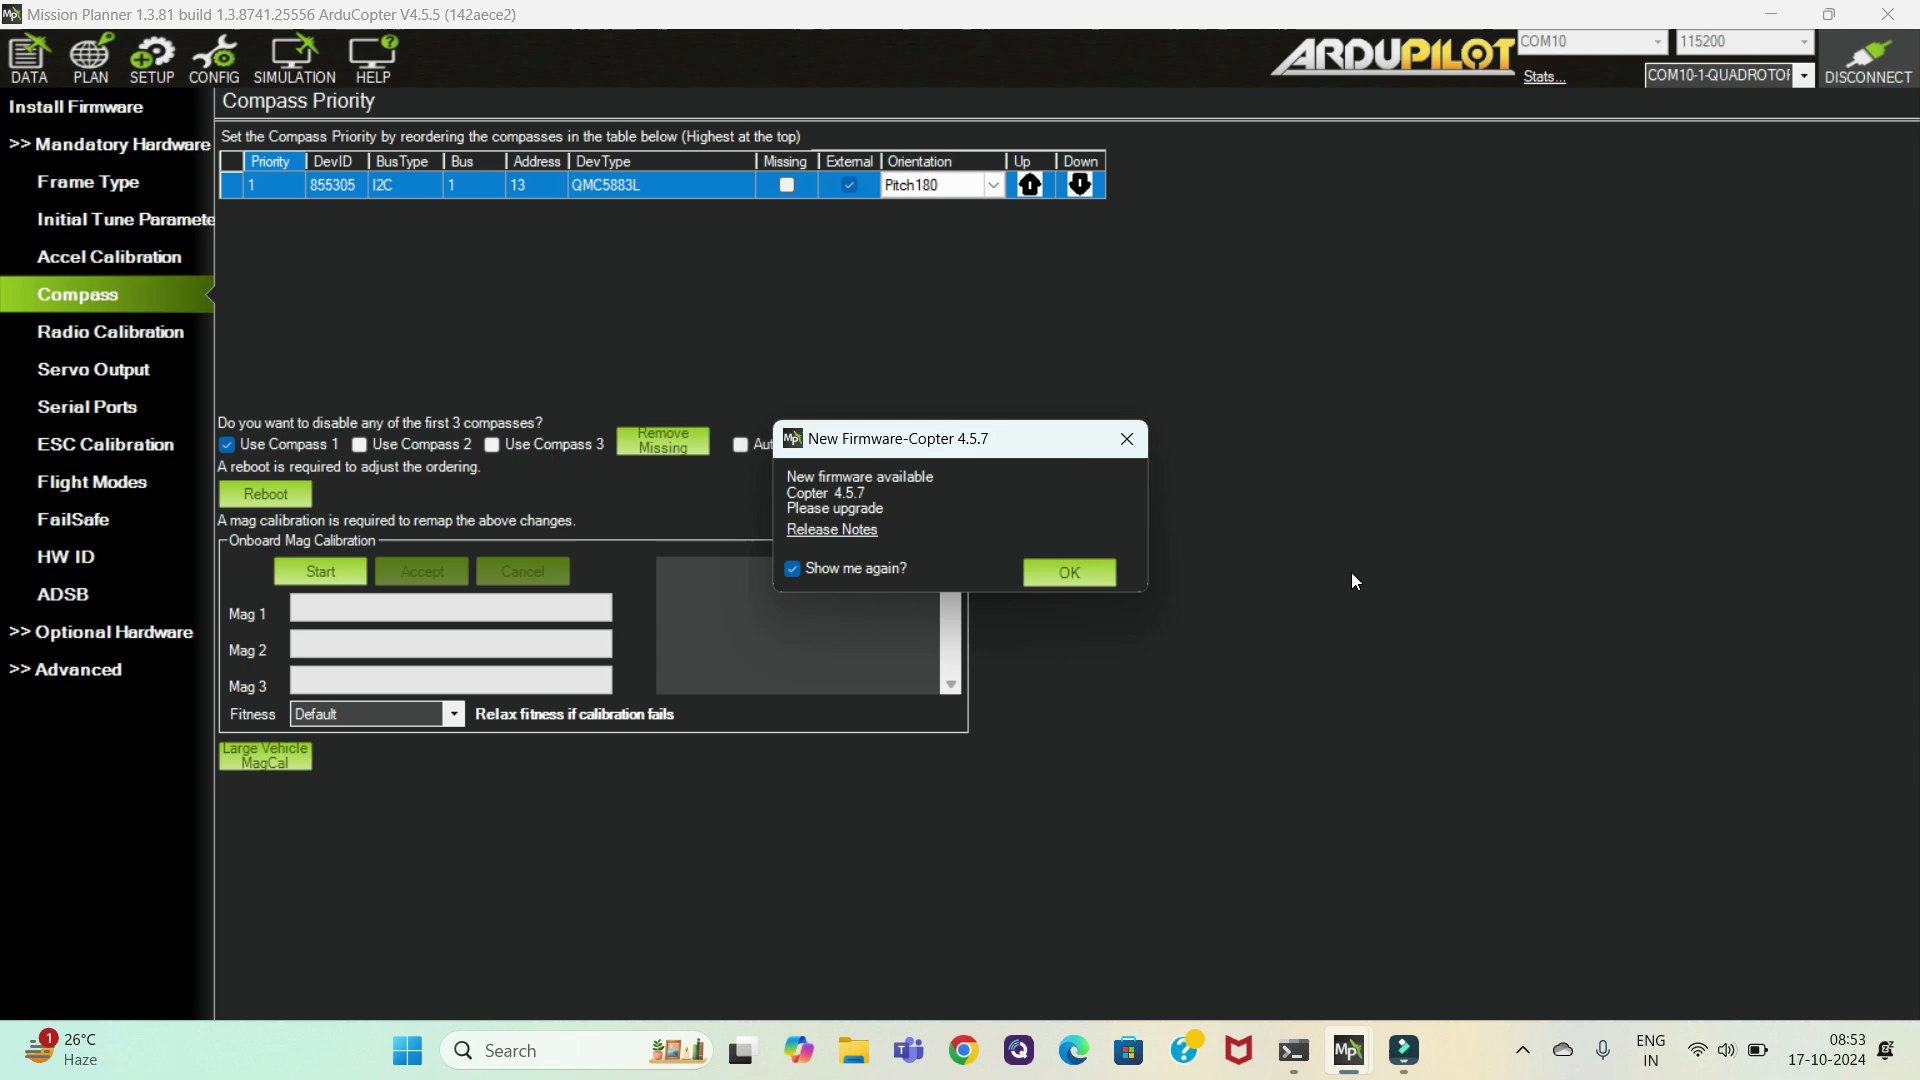 Mission Planner 1.3.81 build 1.3.8741.25556 ArduCopter V4.5.5 (142aece2)
DATA PLAN SETUP CONFIG SIMULATION HELP
ARDUPILOT
COM10 115200
Stats... COM10-1-QUADROTOR
DISCONNECT
Install Firmware
>> Mandatory Hardware
Frame Type
Initial Tune Paramete
Accel Calibration
Compass
Radio Calibration
Servo Output
Serial Ports
ESC Calibration
Flight Modes
FailSafe
HW ID
ADSB
>> Optional Hardware
>> Advanced
Compass Priority
Set the Compass Priority by reordering the compasses in the table below (Highest at the top)
Priority DevID BusType Bus Address DevType Missing External Orientation Up Down
1 855305 I2C 1 13 QMC5883L Pitch180
Do you want to disable any of the first 3 compasses?
Use Compass 1 Use Compass 2 Use Compass 3 Remove Missing Aut
A reboot is required to adjust the ordering.
Reboot
A mag calibration is required to remap the above changes.
Onboard Mag Calibration
Start Accept Cancel
Mag 1
Mag 2
Mag 3
Fitness Default Relax fitness if calibration fails
Large Vehicle
MagCal
Mp New Firmware-Copter 4.5.7
New firmware available
Copter 4.5.7
Please upgrade
Release Notes
Show me again? OK
1 26°C
Haze
Search
Mp
ENG
IN
08:53
17-10-2024